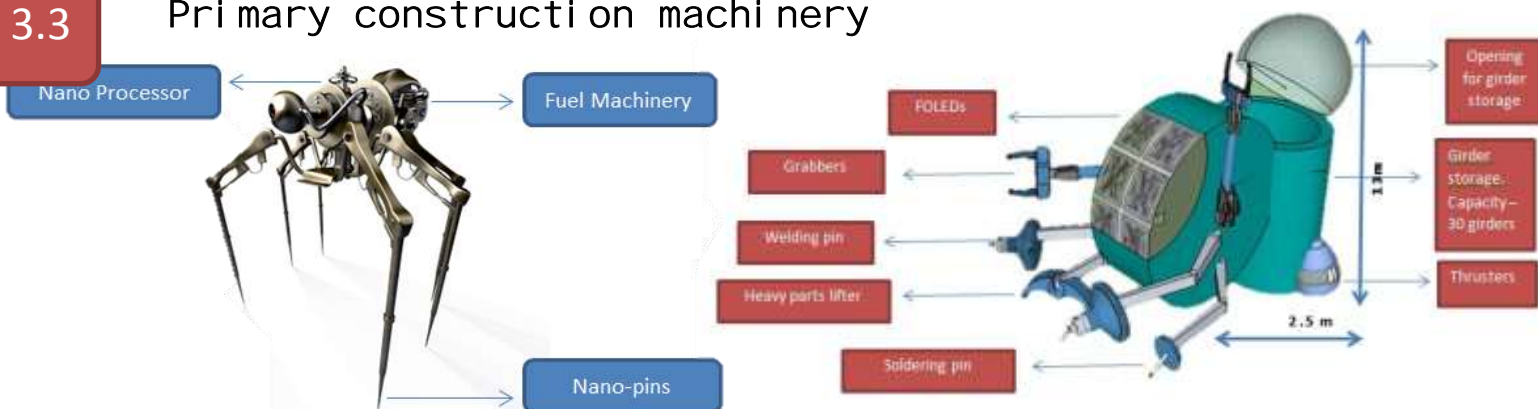 3.3
Primary construction machinery
Nano Processor
Fuel Machinery
Nano-pins
FOLEDs
Grabbers
Welding pin
Heavy parts lifter
Soldering pin
Opening
for girder
storage
Girder
storage.
Capacity–
30 girders
Thrusters
13m
2.5 m